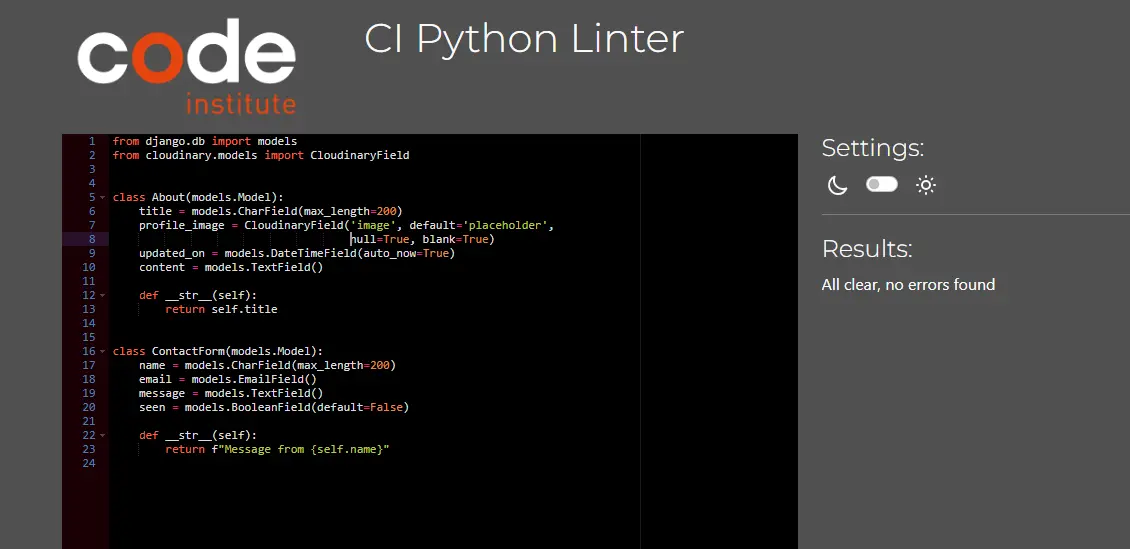 code
institute
CI Python Linter
1 from django.db import models
2 from cloudinary.models import CloudinaryField
3
4
5 class About(models.Model):
6     title = models.CharField(max_length=200)
7     profile_image = CloudinaryField('image', default='placeholder',
8                                     null=True, blank=True)
9     updated_on = models.DateTimeField(auto_now=True)
10     content = models.TextField()
11
12     def __str__(self):
13         return self.title
14
15
16 class ContactForm(models.Model):
17     name = models.CharField(max_length=200)
18     email = models.EmailField()
19     message = models.TextField()
20     seen = models.BooleanField(default=False)
21
22     def __str__(self):
23         return f"Message from {self.name}"
24
Settings:
Results:
All clear, no errors found